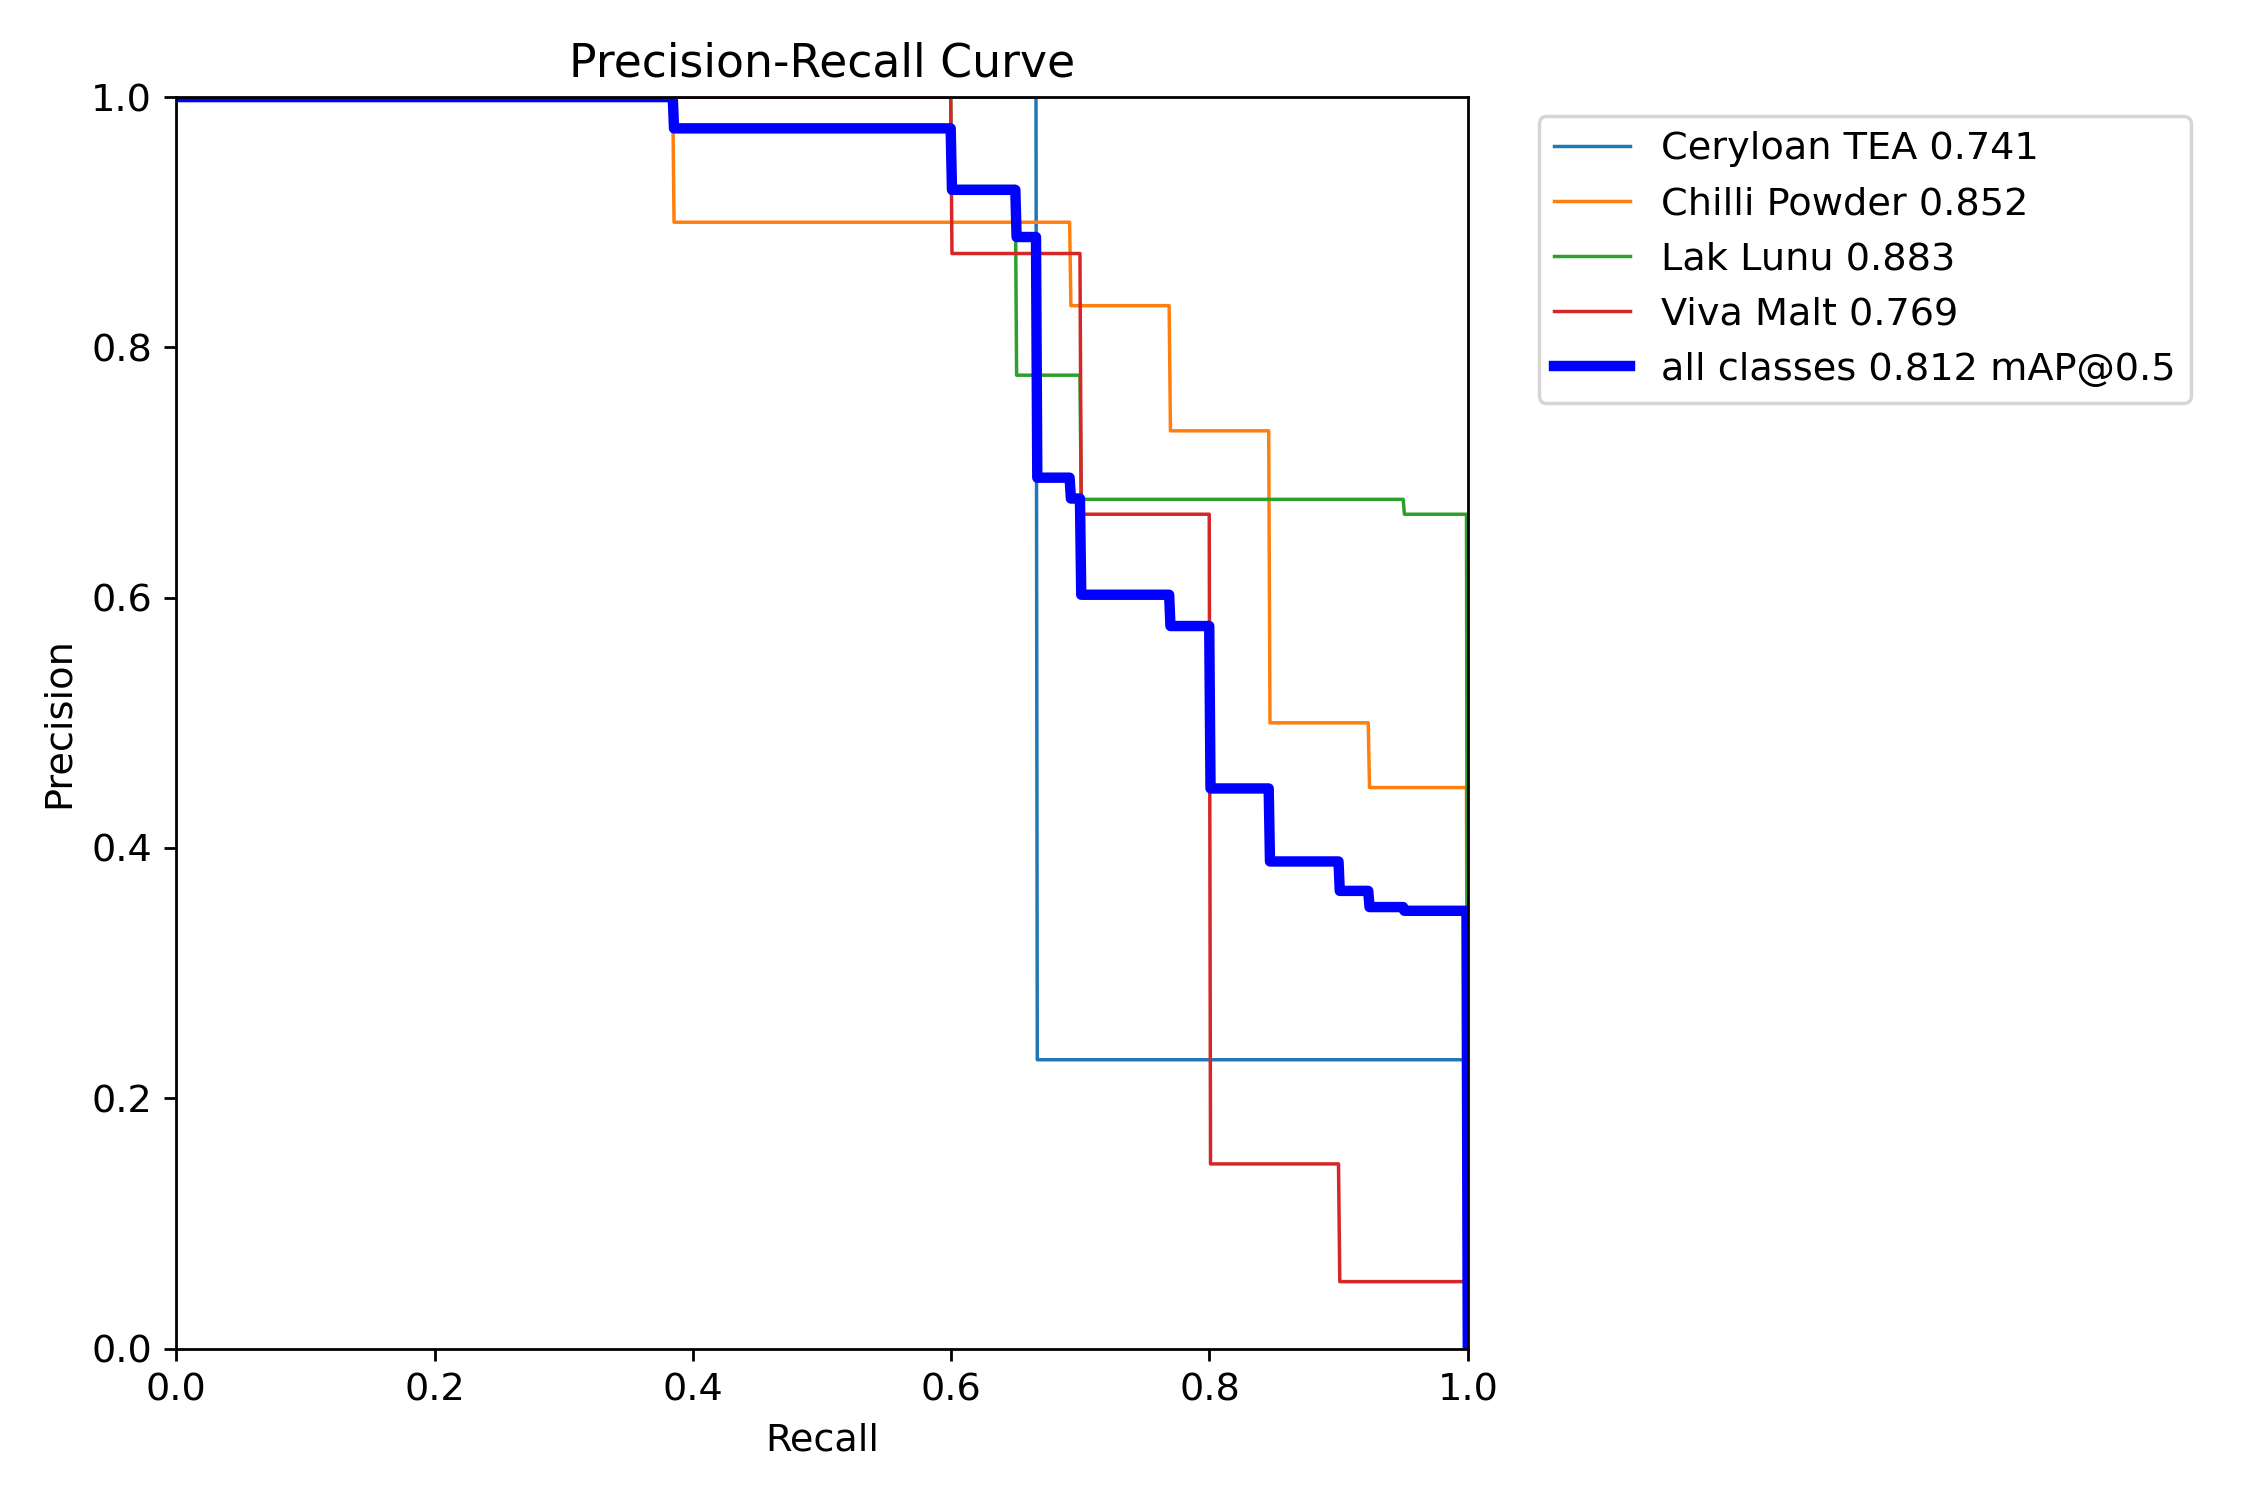 Precision-Recall Curve
1.0
0.8
0.6
0.4
0.2
0.0
Precision
0.0 0.2 0.4 0.6 0.8 1.0
Recall
Ceryloan TEA 0.741
Chilli Powder 0.852
Lak Lunu 0.883
Viva Malt 0.769
all classes 0.812 mAP@0.5